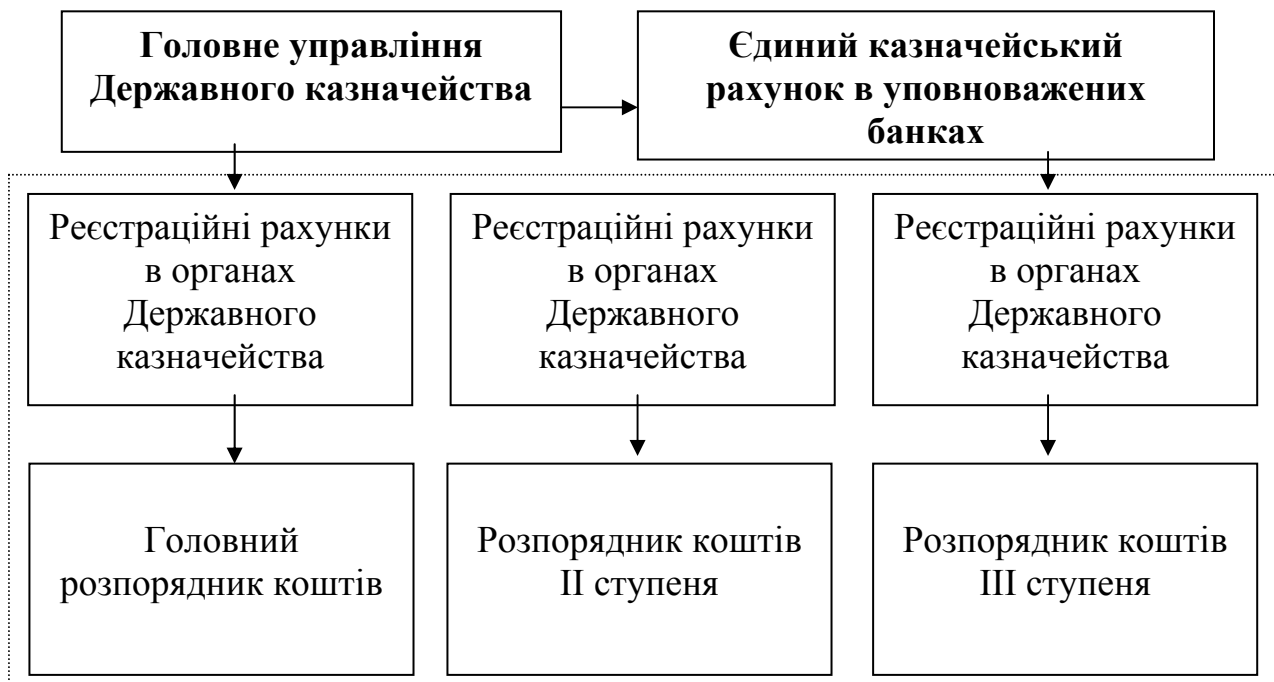 Головне управління
Державного казначейства
Єдиний казначейський
рахунок в уповноважених
банках
Реєстраційні рахунки
в органах
Державного
казначейства
Реєстраційні рахунки
в органах
Державного
казначейства
Реєстраційні рахунки
в органах
Державного
казначейства
Головний
розпорядник коштів
Розпорядник коштів
ІІ ступеня
Розпорядник коштів
ІІІ ступеня